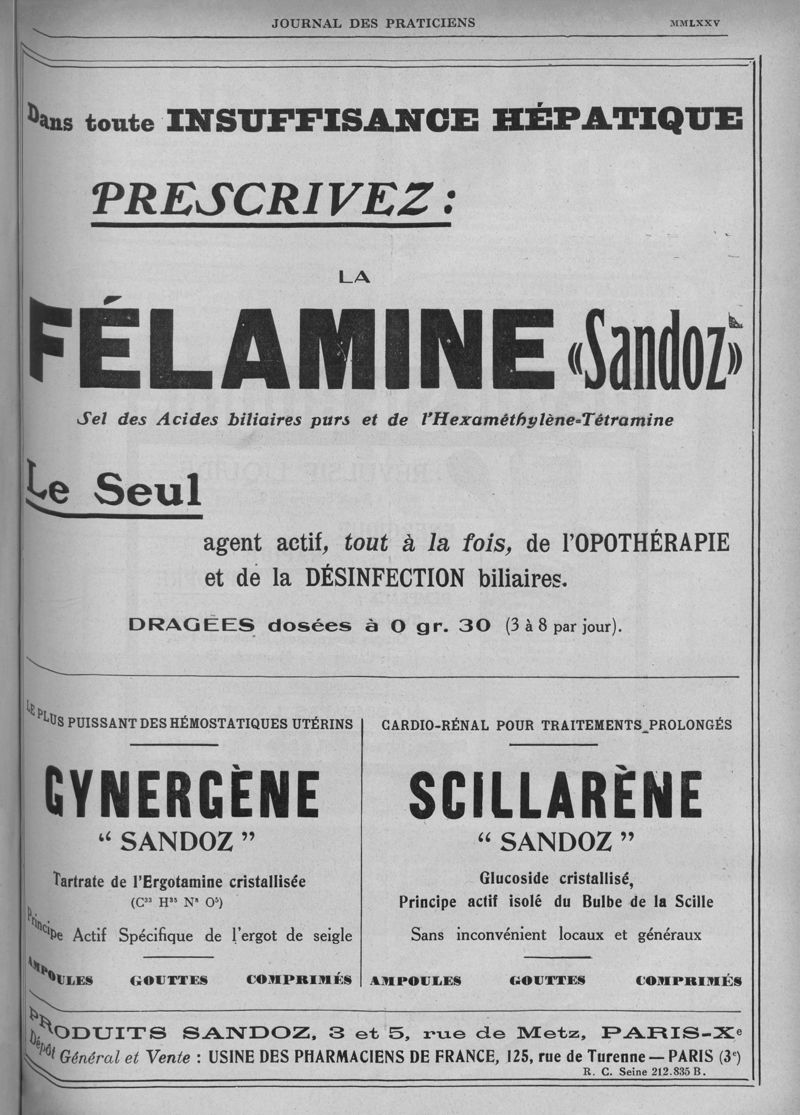 JOURNAL DES PRATICIENS MMLXXV
Dans toute INSUFFISANCE HÉPATIQUE
PRESCRIVEZ :
LA
FÉLAMINE «Sandoz»
Sel des Acides biliaires purs et de l'Hexaméthylène-Tétramine
Le Seul
agent actif, tout à la fois, de l'OPOTHÉRAPIE
et de la DÉSINFECTION biliaires.
DRAGÉES dosées à 0 gr. 30 (3 à 8 par jour).
LE PLUS PUISSANT DES HÉMOSTATIQUES UTÉRINS
GYNERGÈNE
“ SANDOZ ”
Tartrate de l'Ergotamine cristallisée
(C³³ H³⁵ N⁵ O⁵)
Principe Actif Spécifique de l'ergot de seigle
AMPOULES GOUTTES COMPRIMÉS
CARDIO-RÉNAL POUR TRAITEMENTS PROLONGÉS
SCILLARÈNE
“ SANDOZ ”
Glucoside cristallisé,
Principe actif isolé du Bulbe de la Scille
Sans inconvénient locaux et généraux
AMPOULES GOUTTES COMPRIMÉS
PRODUITS SANDOZ, 3 et 5, rue de Metz, PARIS-Xᵉ
Dépôt Général et Vente : USINE DES PHARMACIENS DE FRANCE, 125, rue de Turenne — PARIS (3ᵉ)
R. C. Seine 212.835 B.